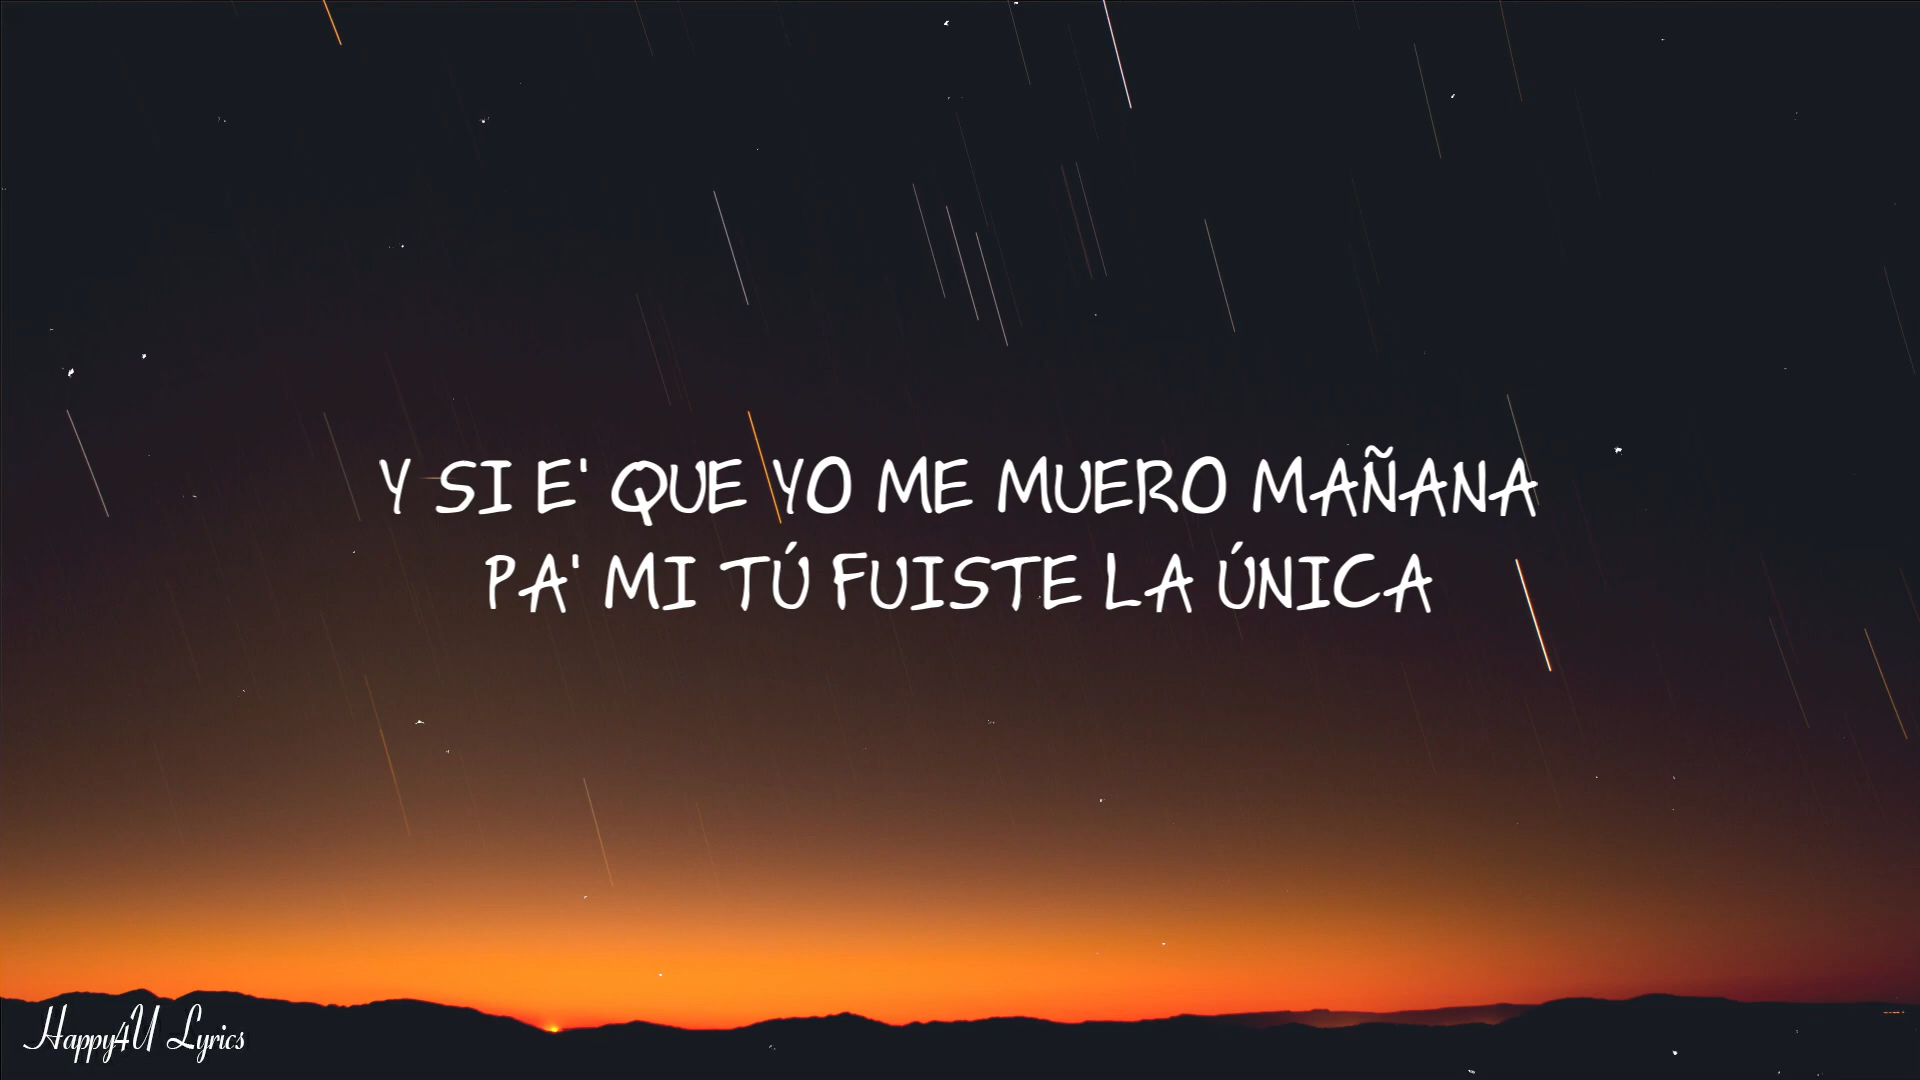 Y SI E' QUE YO ME MUERO MAÑANA
PA' MI TÚ FUISTE LA ÚNICA
Happy4U Lyrics